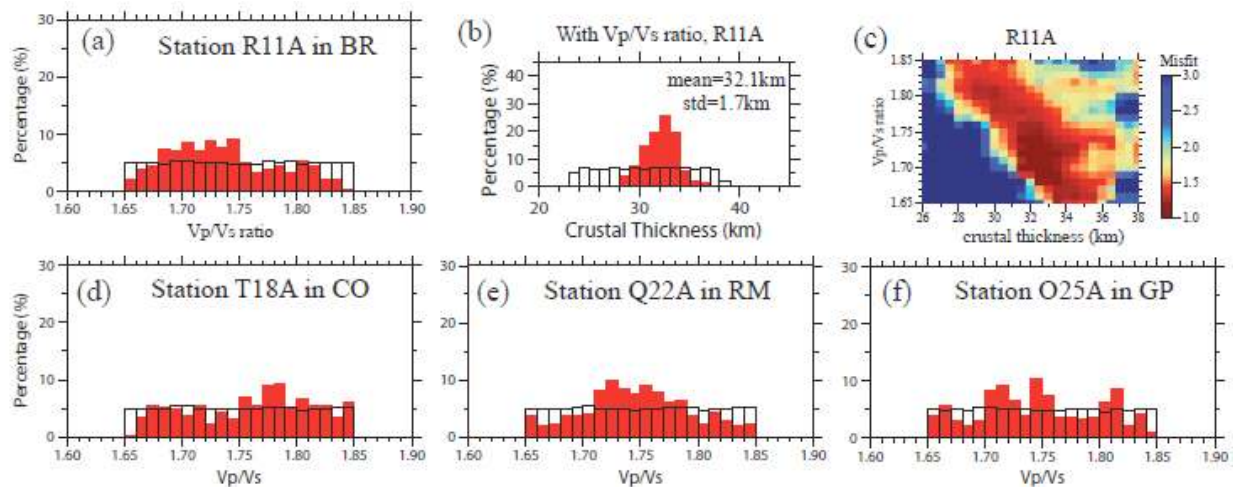 (a)
Station R11A in BR
30
20
10
0
Percentage (%)
1.60 1.70 1.75 1.85 1.90
Vp/Vs ratio
(b)
With Vp/Vs ratio, R11A
mean=32.1km
std=1.7km
40
30
20
10
0
Percentage (%)
20 30 40
Crustal Thickness (km)
(c)
R11A
1.85
1.80
1.75
1.70
1.65
Vp/Vs ratio
26 28 30 32 34 36 38
crustal thickness (km)
Misfit
3.0
2.5
2.0
1.5
1.0
(d)
Station T18A in CO
30
20
10
0
Percentage (%)
1.60 1.65 1.70 1.75 1.80 1.85 1.90
Vp/Vs
(e)
Station Q22A in RM
30
20
10
0
1.60 1.65 1.70 1.75 1.80 1.85 1.90
Vp/Vs
(f)
Station O25A in GP
30
20
10
0
1.60 1.65 1.70 1.75 1.80 1.85 1.90
Vp/Vs